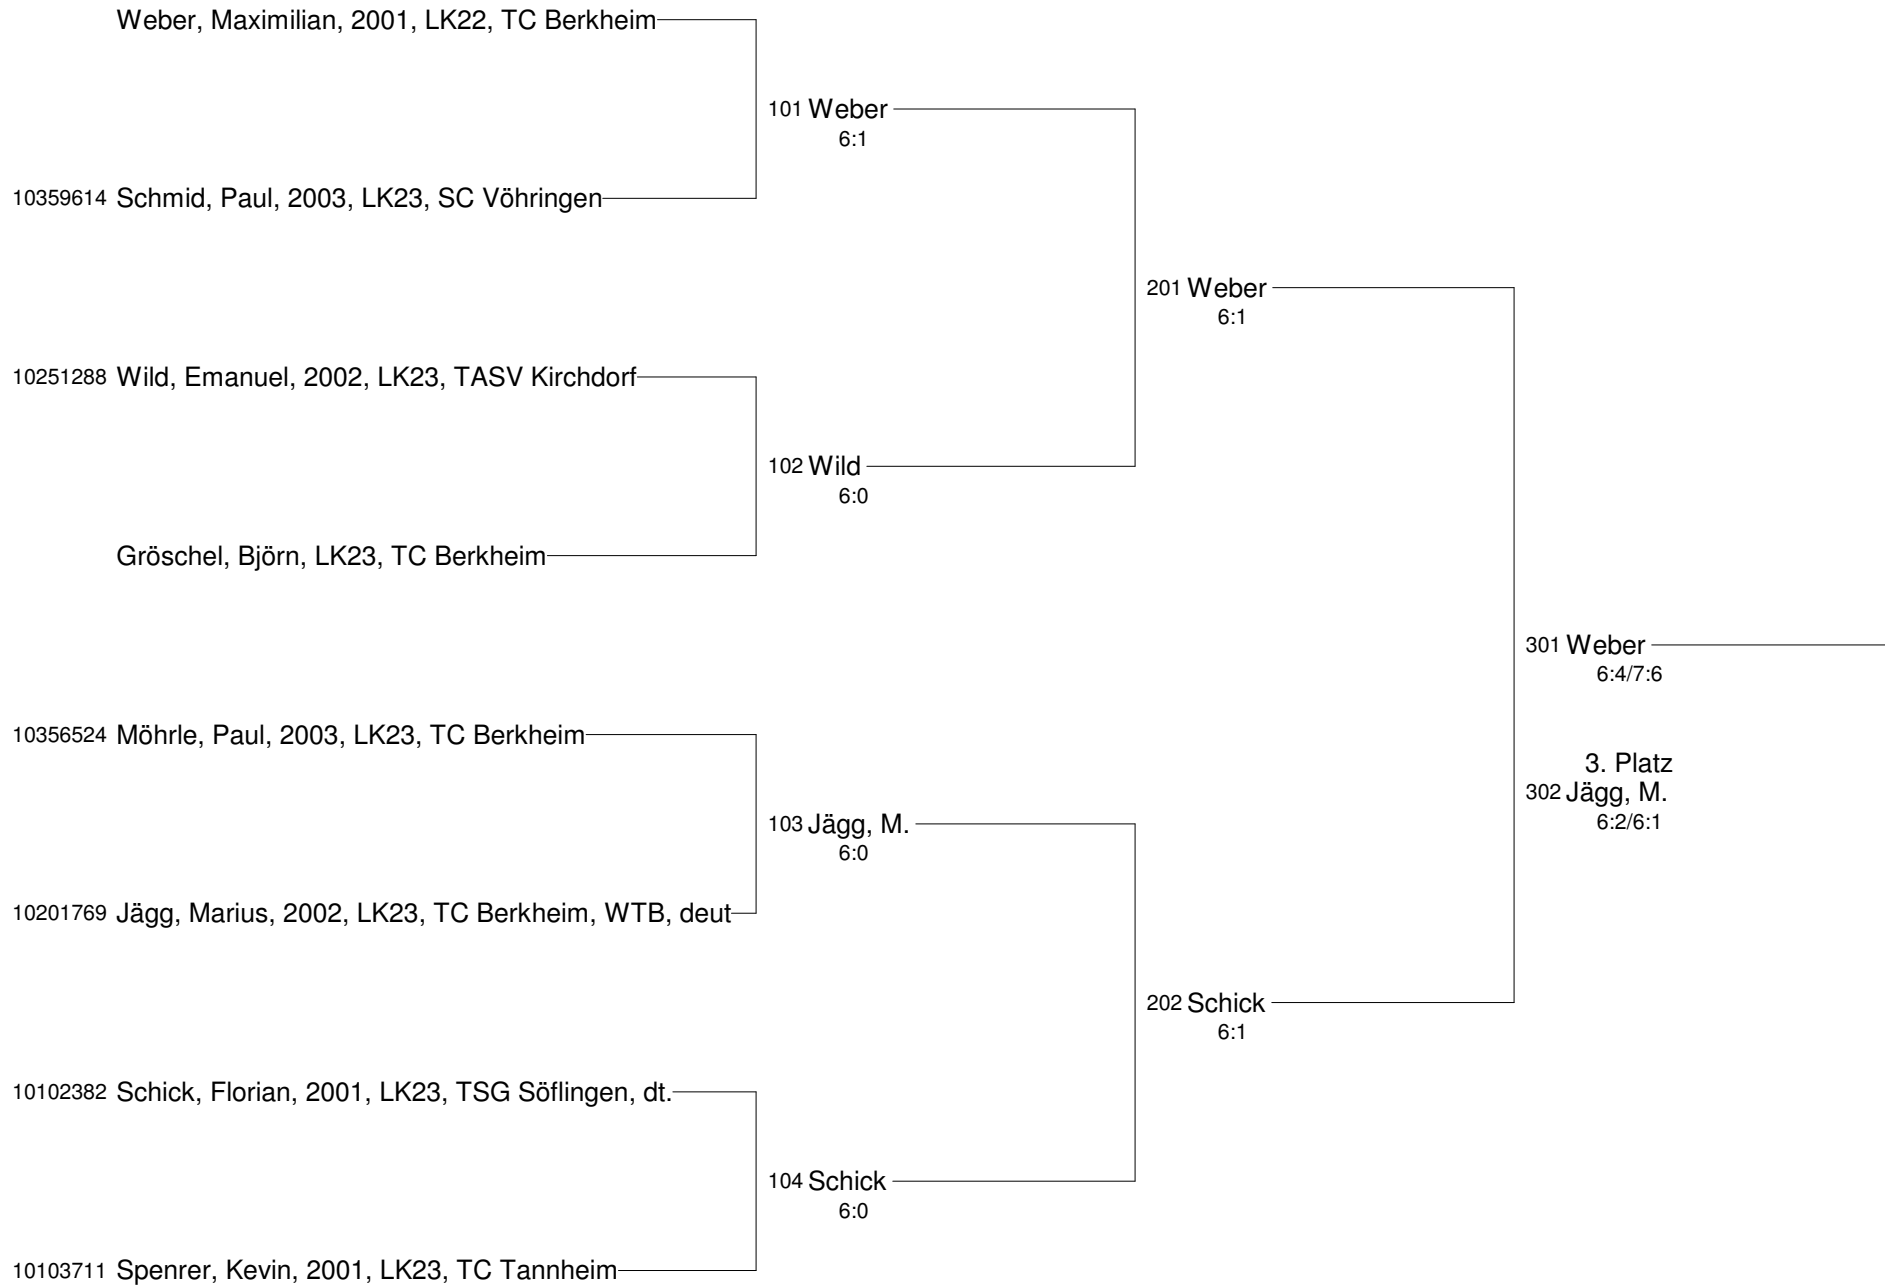 Weber, Maximilian, 2001, LK22, TC Berkheim
101 Weber
6:1
10359614 Schmid, Paul, 2003, LK23, SC Vöhringen
201 Weber
6:1
10251288 Wild, Emanuel, 2002, LK23, TASV Kirchdorf
102 Wild
6:0
Gröschel, Björn, LK23, TC Berkheim
301 Weber
6:4/7:6
10356524 Möhrle, Paul, 2003, LK23, TC Berkheim
3. Platz
302 Jägg, M.
6:2/6:1
103 Jägg, M.
6:0
10201769 Jägg, Marius, 2002, LK23, TC Berkheim, WTB, deut
202 Schick
6:1
10102382 Schick, Florian, 2001, LK23, TSG Söflingen, dt.
104 Schick
6:0
10103711 Spenrer, Kevin, 2001, LK23, TC Tannheim